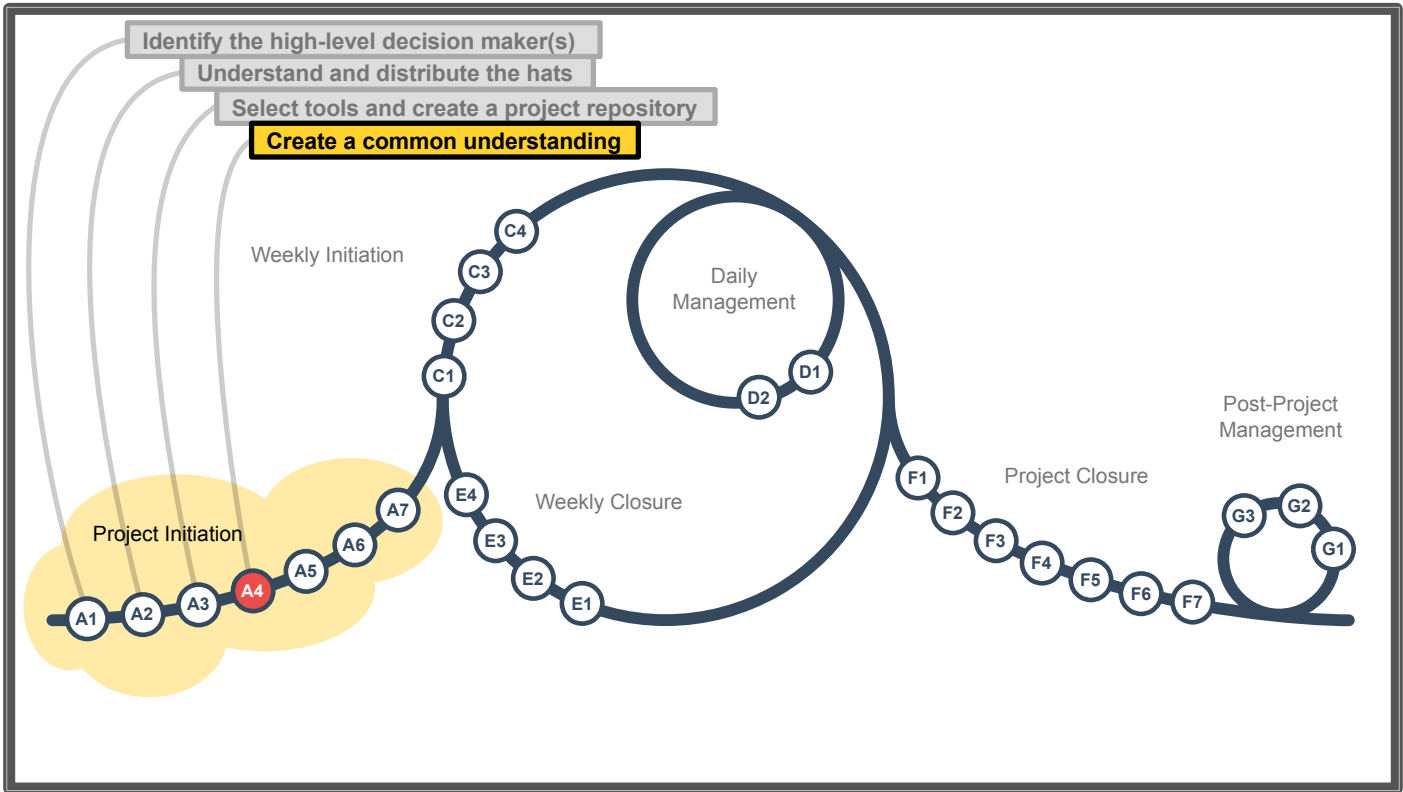 Identify the high-level decision maker(s)
Understand and distribute the hats
Select tools and create a project repository
Create a common understanding
Weekly Initiation
C4
C3
C2
C1
Daily
Management
D1
D2
Post-Project
Management
Project Closure
Weekly Closure
Project Initiation
A1
A2
A3
A4
A5
A6
A7
E4
E3
E2
E1
F1
F2
F3
F4
F5
F6
F7
G3
G2
G1